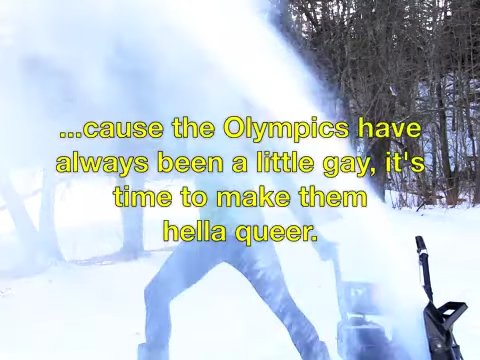 ...cause the Olympics have
always been a little gay, it's
time to make them
hella queer.